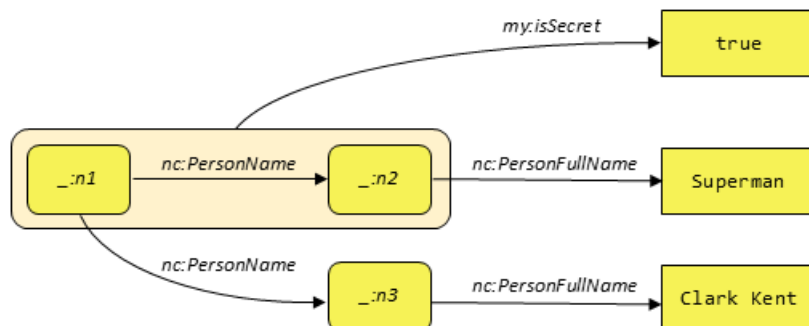 my:isSecret
true
_:n1
nc:PersonName
_:n2
nc:PersonFullName
Superman
nc:PersonName
_:n3
nc:PersonFullName
Clark Kent